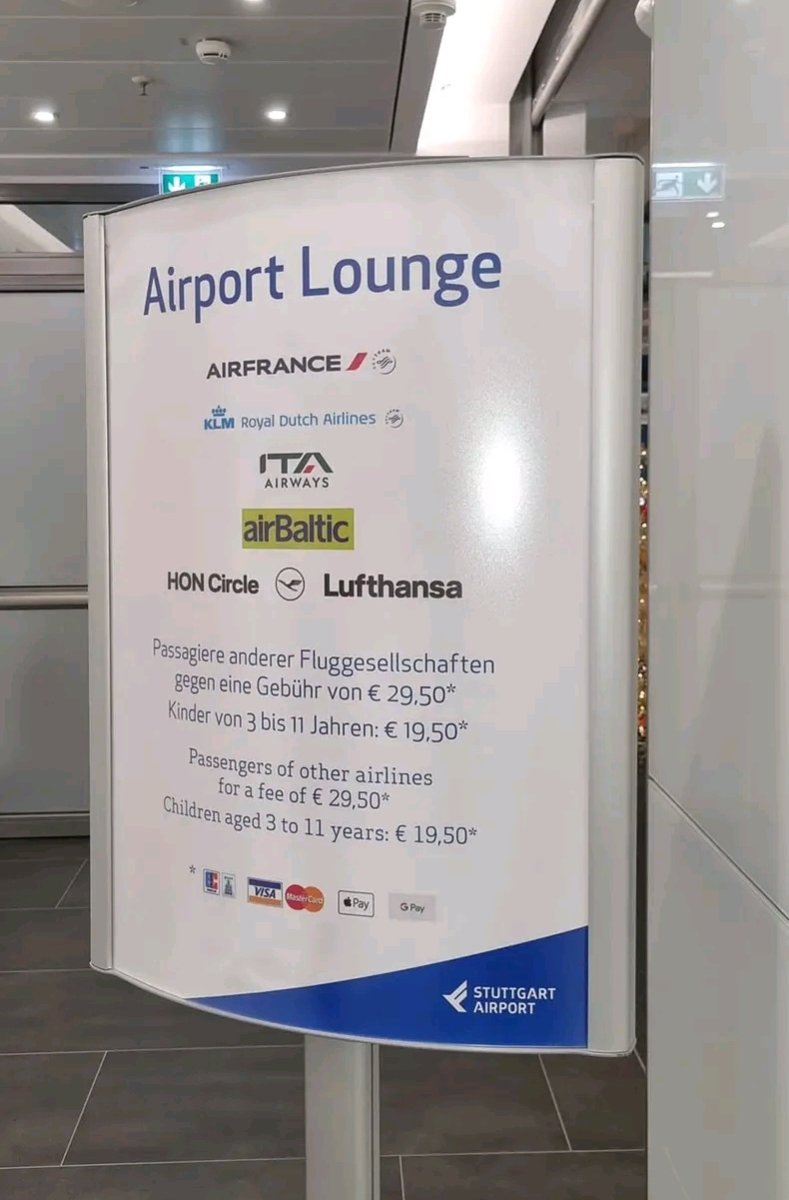 Airport Lounge
AIRFRANCE
KLM Royal Dutch Airlines
ITA
AIRWAYS
airBaltic
HON Circle Lufthansa
Passagiere anderer Fluggesellschaften
gegen eine Gebühr von € 29,50*
Kinder von 3 bis 11 Jahren: € 19,50*
Passengers of other airlines
for a fee of € 29,50*
Children aged 3 to 11 years: € 19,50*
* VISA MasterCard Pay G Pay
STUTTGART
AIRPORT